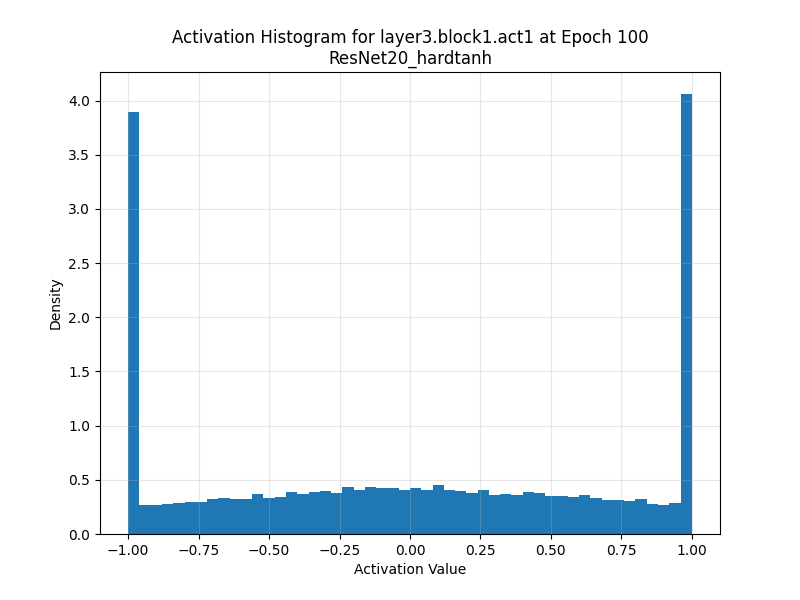 Activation Histogram for layer3.block1.act1 at Epoch 100
ResNet20_hardtanh
4.0
3.5
3.0
2.5
2.0
1.5
1.0
0.5
0.0
Density
−1.00 −0.75 −0.50 −0.25 0.00 0.25 0.50 0.75 1.00
Activation Value